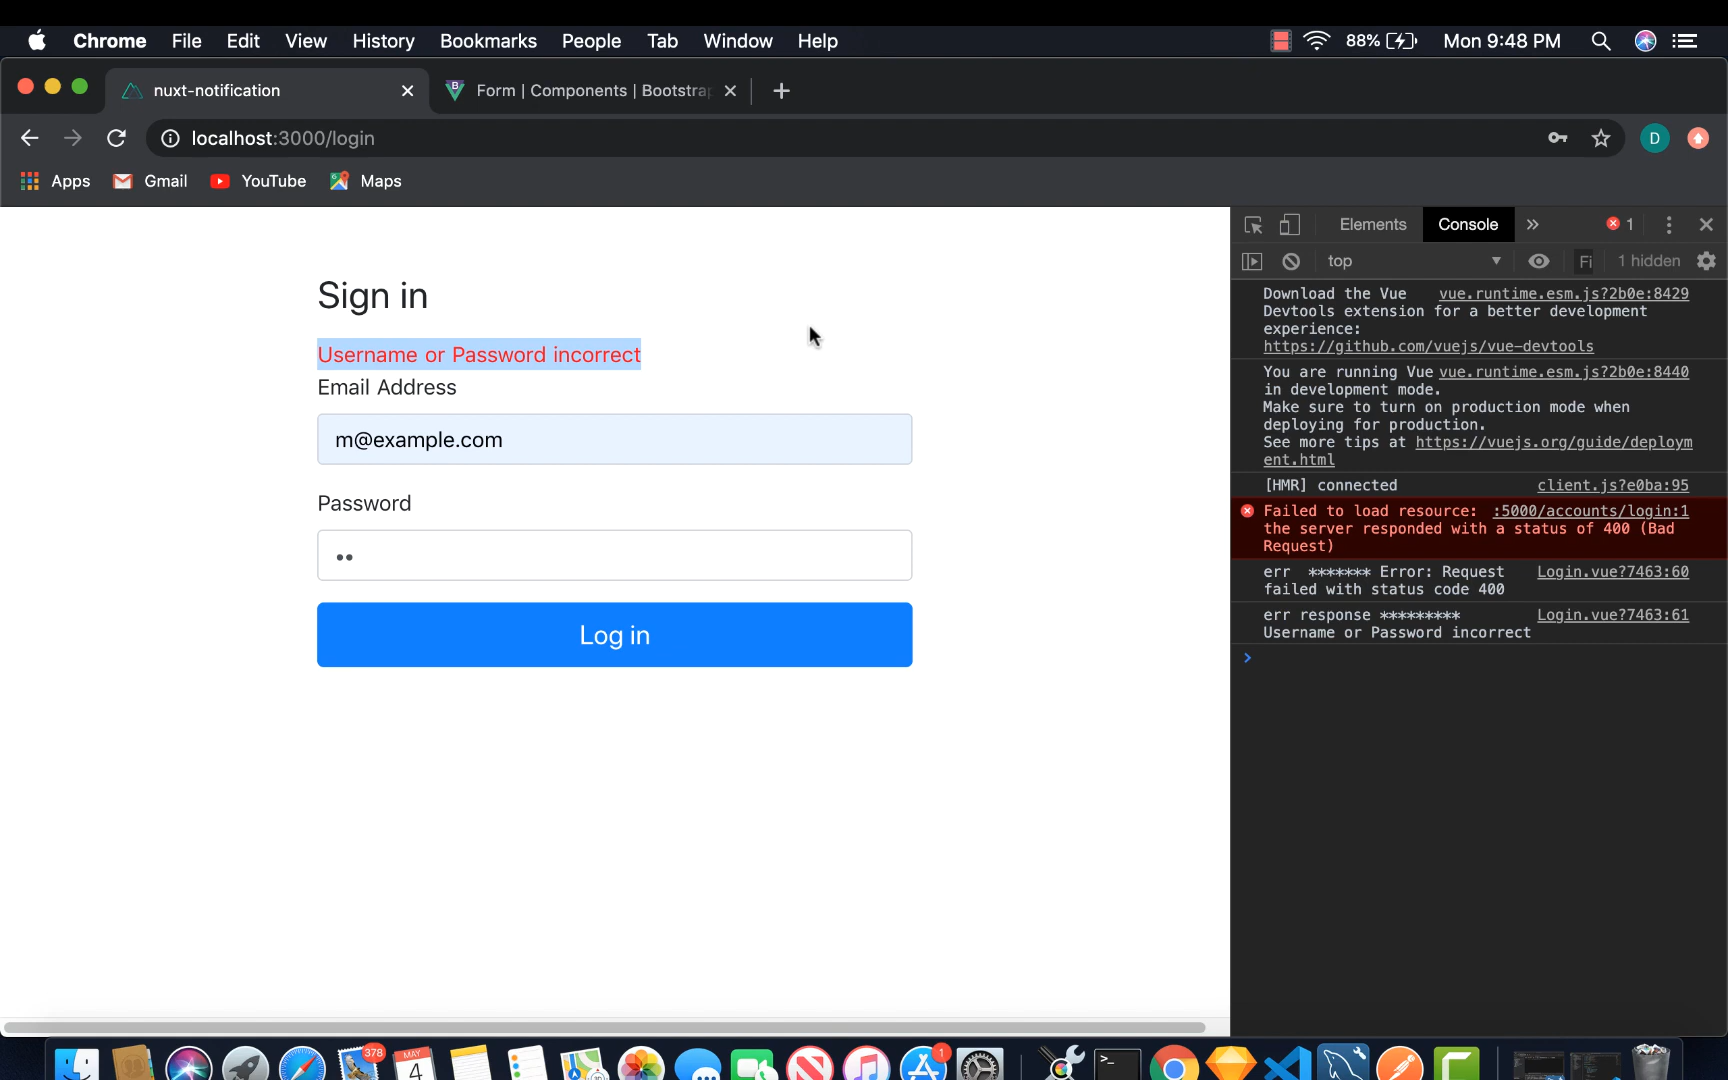 Chrome File Edit View History Bookmarks People Tab Window Help 88% Mon 9:48 PM
nuxt-notification Form | Components | Bootstrap
localhost:3000/login D
Apps Gmail YouTube Maps
Sign in
Username or Password incorrect
Email Address
m@example.com
Password
Log in
Elements Console 1
top Fi 1 hidden
Download the Vue vue.runtime.esm.js?2b0e:8429
Devtools extension for a better development
experience:
https://github.com/vuejs/vue-devtools
You are running Vue vue.runtime.esm.js?2b0e:8440
in development mode.
Make sure to turn on production mode when
deploying for production.
See more tips at https://vuejs.org/guide/deploym
ent.html
[HMR] connected client.js?e0ba:95
Failed to load resource: :5000/accounts/login:1
the server responded with a status of 400 (Bad
Request)
err ******* Error: Request Login.vue?7463:60
failed with status code 400
err response ********* Login.vue?7463:61
Username or Password incorrect
378 MAY 4 1